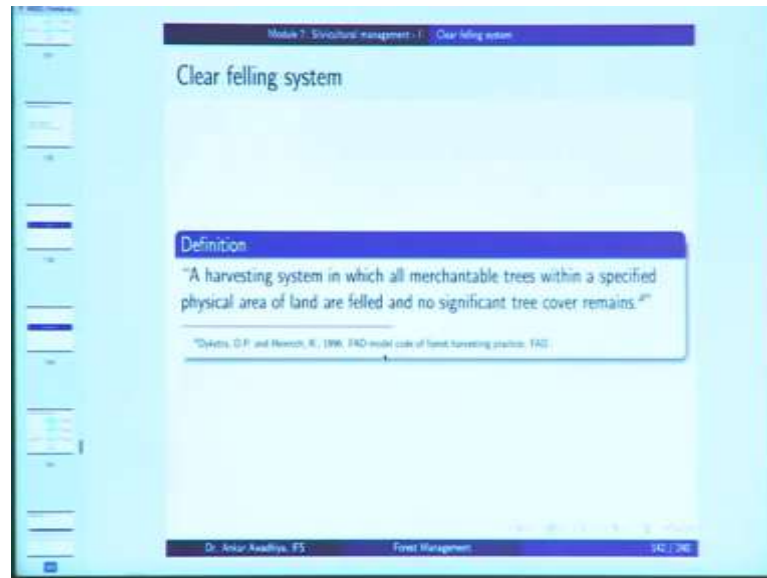 Module 7: Silvicultural management - I Clear felling system
Clear felling system
Definition
"A harvesting system in which all merchantable trees within a specified
physical area of land are felled and no significant tree cover remains."
Dykstra, D.P. and Heinrich, R., 1996. FAO model code of forest harvesting practice. FAO
Dr. Ankur Awadhiya, IFS Forest Management